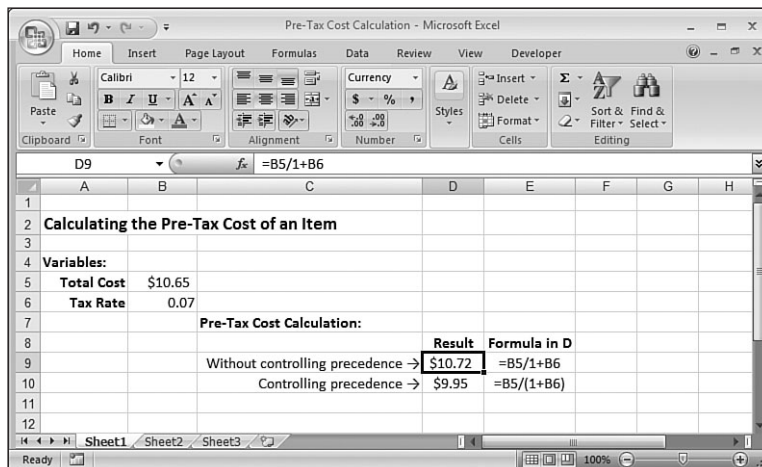 Pre-Tax Cost Calculation - Microsoft Excel
Home Insert Page Layout Formulas Data Review View Developer
Paste
Calibri 12
B I U A A
A
Currency
$ % ,
.0 .00 .00 .0
Styles
Insert
Delete
Format
Σ
Sort & Filter
Find & Select
Clipboard Font Alignment Number Cells Editing
D9 fx =B5/1+B6
A B C D E F G H
1
2 Calculating the Pre-Tax Cost of an Item
3
4 Variables:
5 Total Cost $10.65
6 Tax Rate 0.07
7 Pre-Tax Cost Calculation:
8 Result Formula in D
9 Without controlling precedence → $10.72 =B5/1+B6
10 Controlling precedence → $9.95 =B5/(1+B6)
11
12
Sheet1 Sheet2 Sheet3
Ready 100%